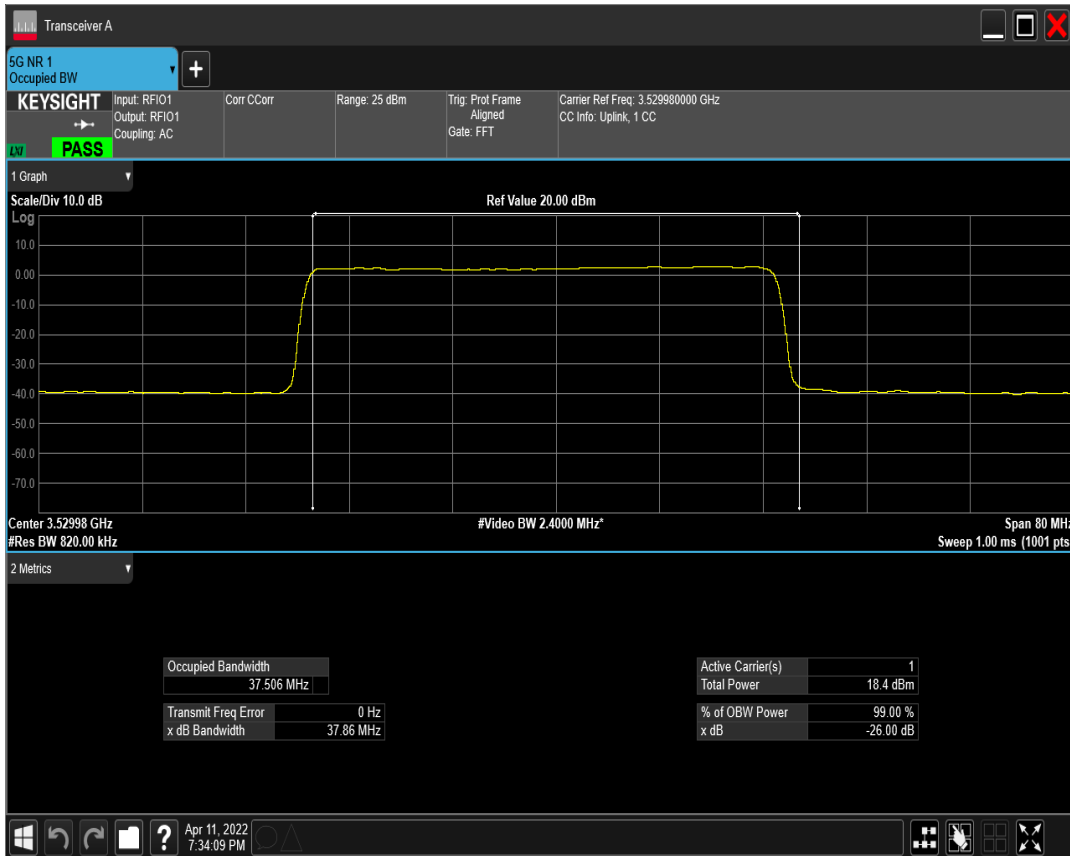 Transceiver A
5G NR 1
Occupied BW
+
KEYSIGHT
LXI
PASS
Input: RFIO1
Output: RFIO1
Coupling: AC
Corr CCorr
Range: 25 dBm
Trig: Prot Frame
Aligned
Gate: FFT
Carrier Ref Freq: 3.529980000 GHz
CC Info: Uplink, 1 CC
1 Graph
Scale/Div 10.0 dB
Ref Value 20.00 dBm
Log
10.0
0.00
-10.0
-20.0
-30.0
-40.0
-50.0
-60.0
-70.0
Center 3.52998 GHz
#Video BW 2.4000 MHz*
Span 80 MHz
#Res BW 820.00 kHz
Sweep 1.00 ms (1001 pts
2 Metrics
Occupied Bandwidth
37.506 MHz
Transmit Freq Error 0 Hz
x dB Bandwidth 37.86 MHz
Active Carrier(s) 1
Total Power 18.4 dBm
% of OBW Power 99.00 %
x dB -26.00 dB
?
Apr 11, 2022
7:34:09 PM